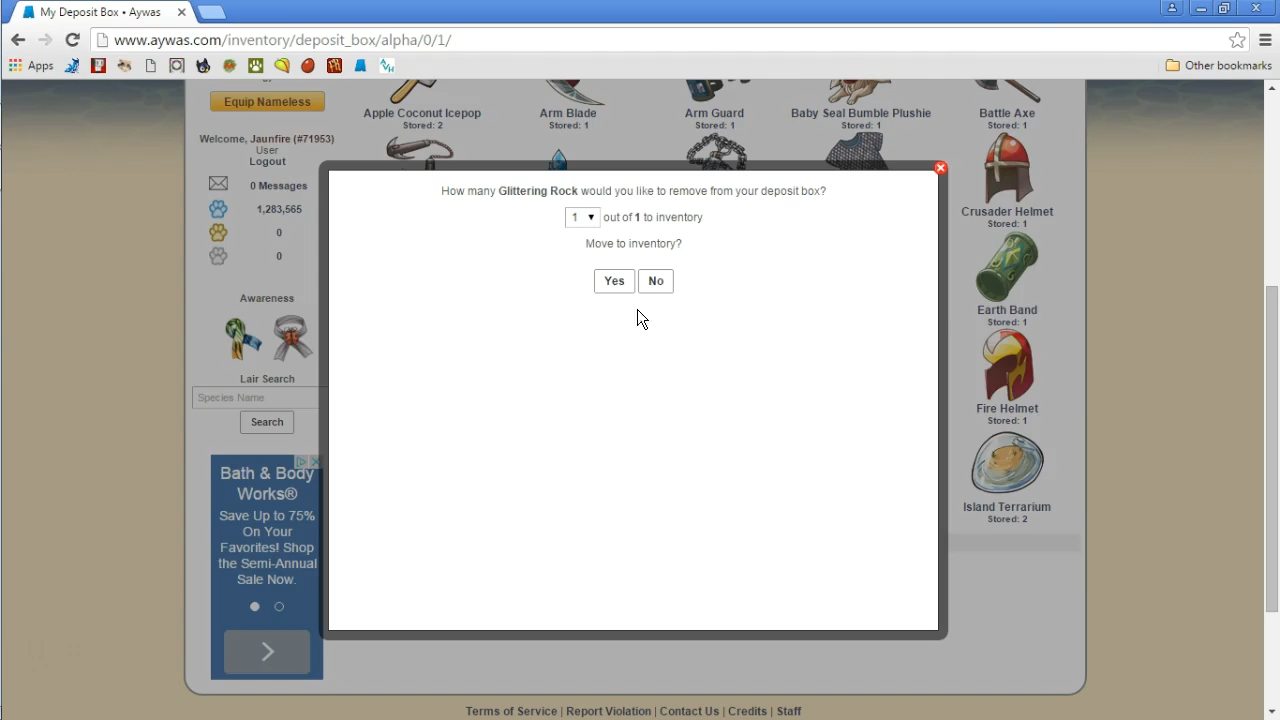 My Deposit Box • Aywas
www.aywas.com/inventory/deposit_box/alpha/0/1/
Apps
Other bookmarks
Equip Nameless
Welcome, Jaunfire (#71953)
User
Logout
0 Messages
1,283,565
0
0
Awareness
Lair Search
Species Name
Search
Bath & Body
Works®
Save Up to 75%
On Your
Favorites! Shop
the Semi-Annual
Sale Now.
Apple Coconut Icepop
Stored: 2
Arm Blade
Stored: 1
Arm Guard
Stored: 1
Baby Seal Bumble Plushie
Stored: 1
Battle Axe
Stored: 1
How many Glittering Rock would you like to remove from your deposit box?
1 out of 1 to inventory
Move to inventory?
Yes No
Crusader Helmet
Stored: 1
Earth Band
Stored: 1
Fire Helmet
Stored: 1
Island Terrarium
Stored: 2
Terms of Service | Report Violation | Contact Us | Credits | Staff